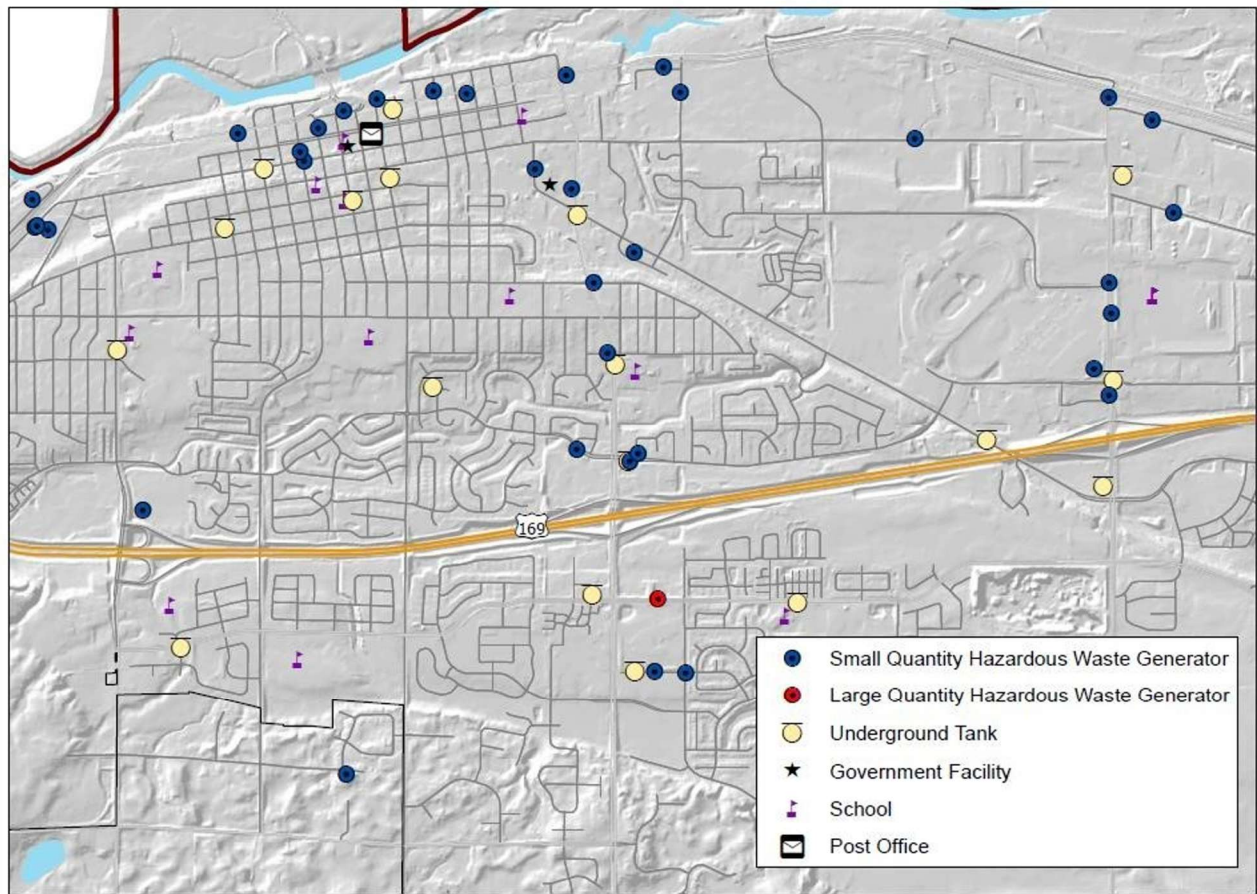 169
Small Quantity Hazardous Waste Generator
Large Quantity Hazardous Waste Generator
Underground Tank
Government Facility
School
Post Office